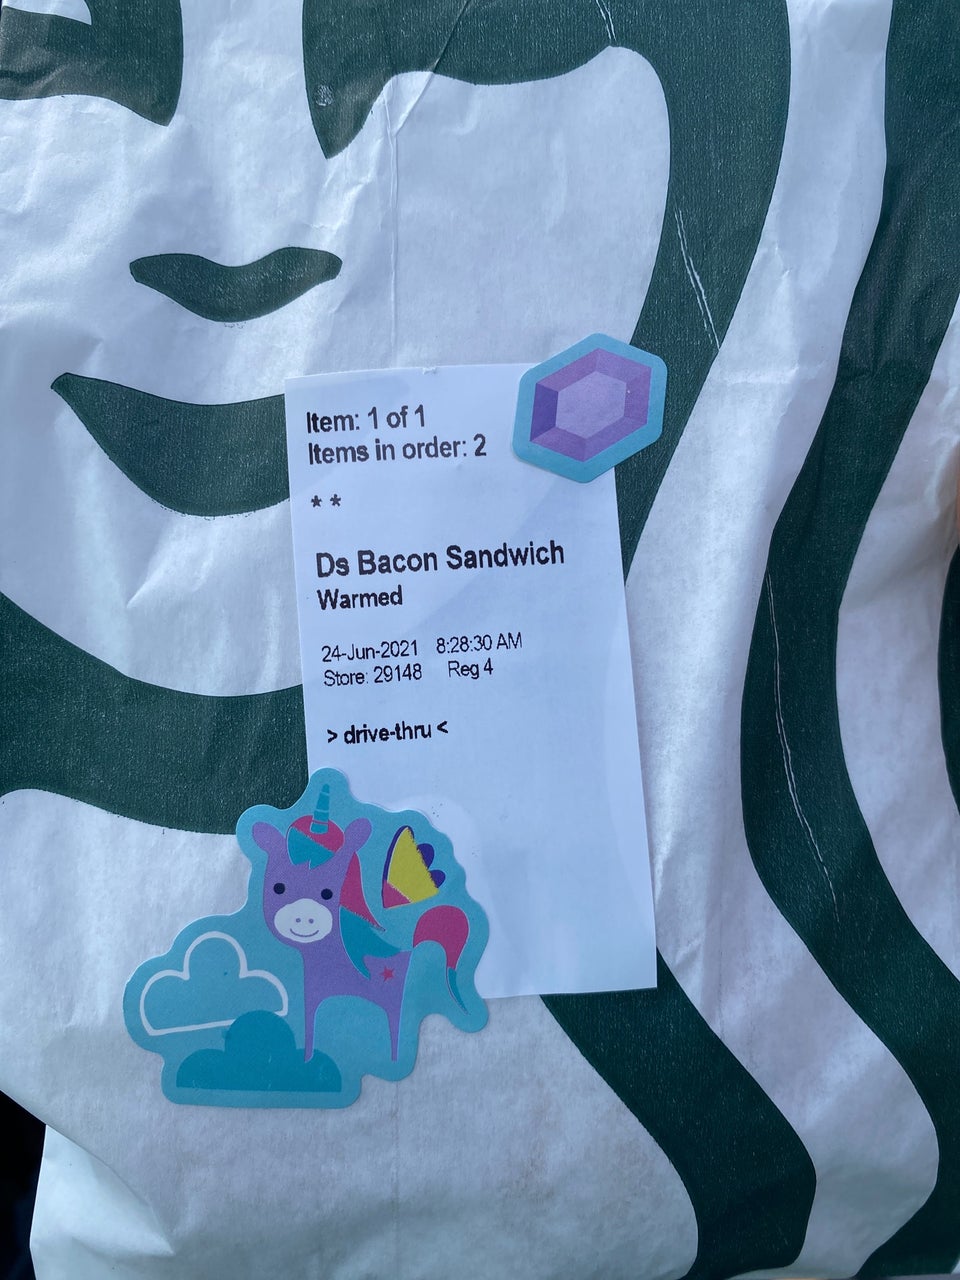 Item: 1 of 1
Items in order: 2
* *
Ds Bacon Sandwich
Warmed
24-Jun-2021 8:28:30 AM
Store: 29148 Reg 4
> drive-thru <